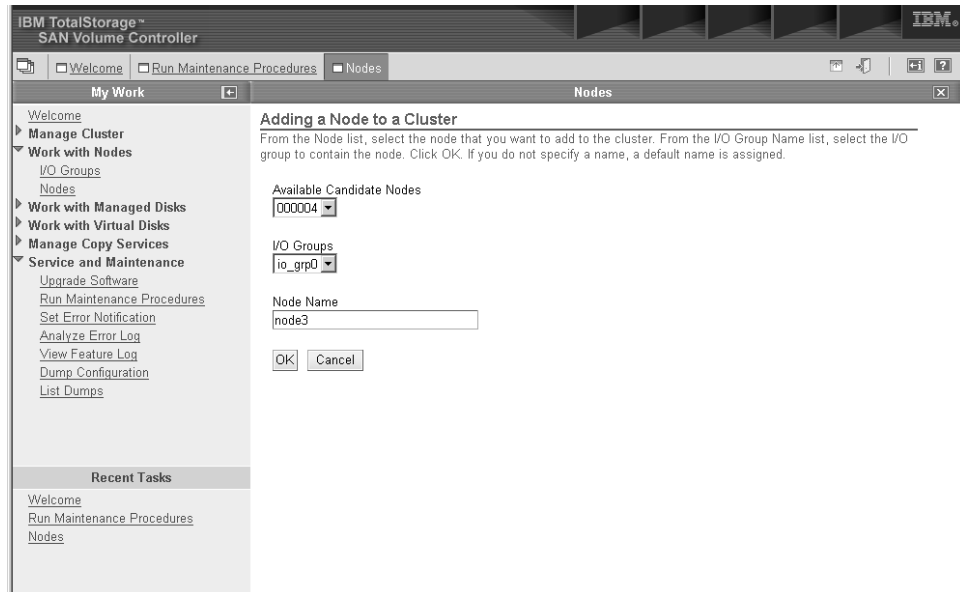 IBM TotalStorage™
SAN Volume Controller
IBM®
Welcome
Run Maintenance Procedures
Nodes
?
My Work
Nodes
Welcome
Manage Cluster
Work with Nodes
I/O Groups
Nodes
Work with Managed Disks
Work with Virtual Disks
Manage Copy Services
Service and Maintenance
Upgrade Software
Run Maintenance Procedures
Set Error Notification
Analyze Error Log
View Feature Log
Dump Configuration
List Dumps
Recent Tasks
Welcome
Run Maintenance Procedures
Nodes
Adding a Node to a Cluster
From the Node list, select the node that you want to add to the cluster. From the I/O Group Name list, select the I/O
group to contain the node. Click OK. If you do not specify a name, a default name is assigned.
Available Candidate Nodes
000004
I/O Groups
io_grp0
Node Name
node3
OK Cancel